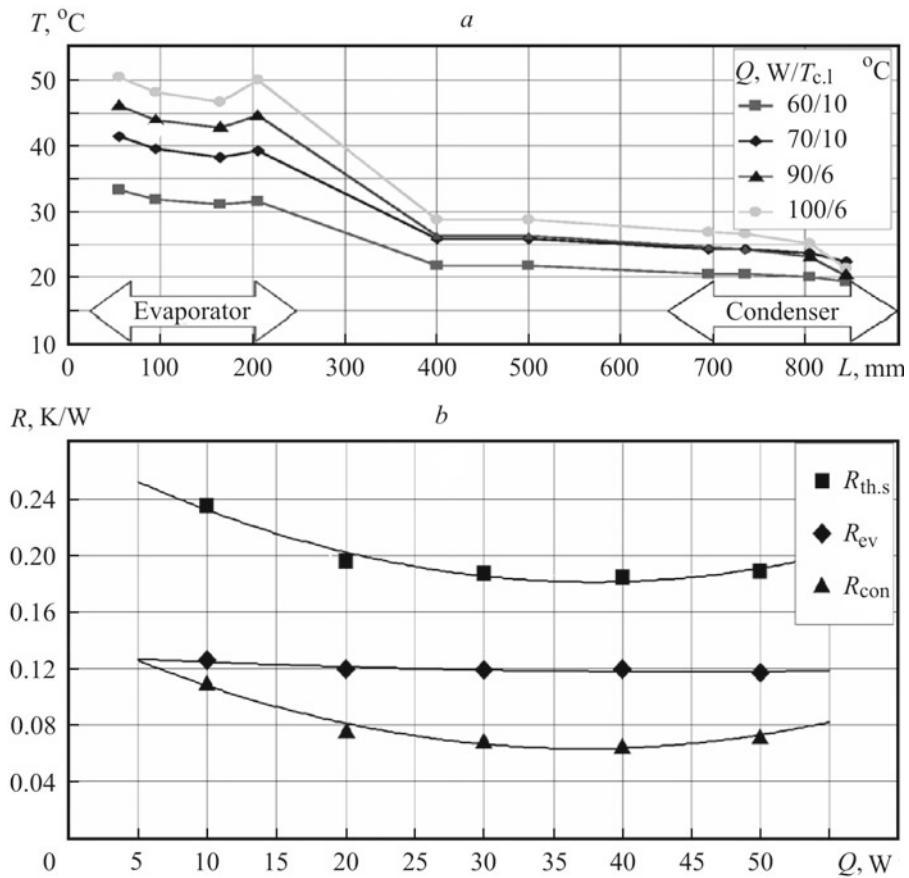 T, °C
a
50
40
30
20
10
Q, W/T_c.l °C
60/10
70/10
90/6
100/6
Evaporator
Condenser
0 100 200 300 400 500 600 700 800 L, mm
R, K/W
b
0.24
0.20
0.16
0.12
0.08
0.04
R_th.s
R_ev
R_con
0 5 10 15 20 25 30 35 40 45 50 Q, W